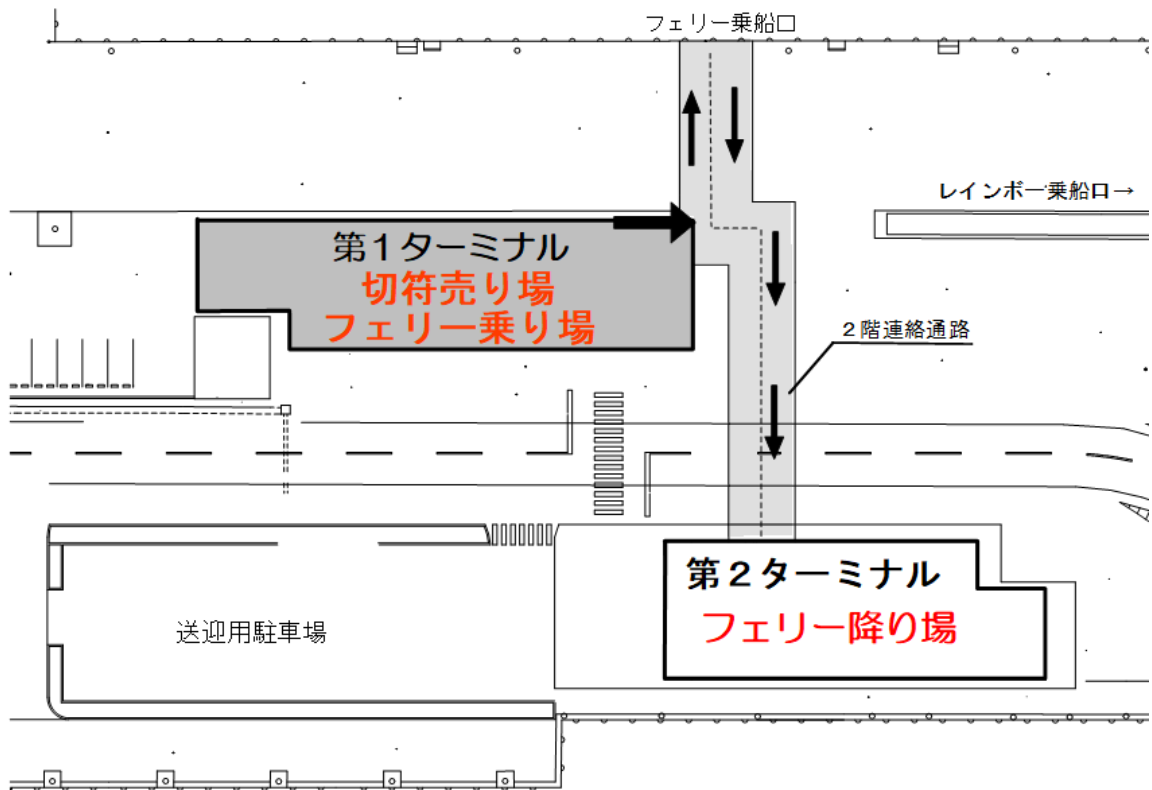 フェリー乗船口
レインボー乗船口→
第１ターミナル
切符売り場
フェリー乗り場
２階連絡通路
第２ターミナル
フェリー降り場
送迎用駐車場